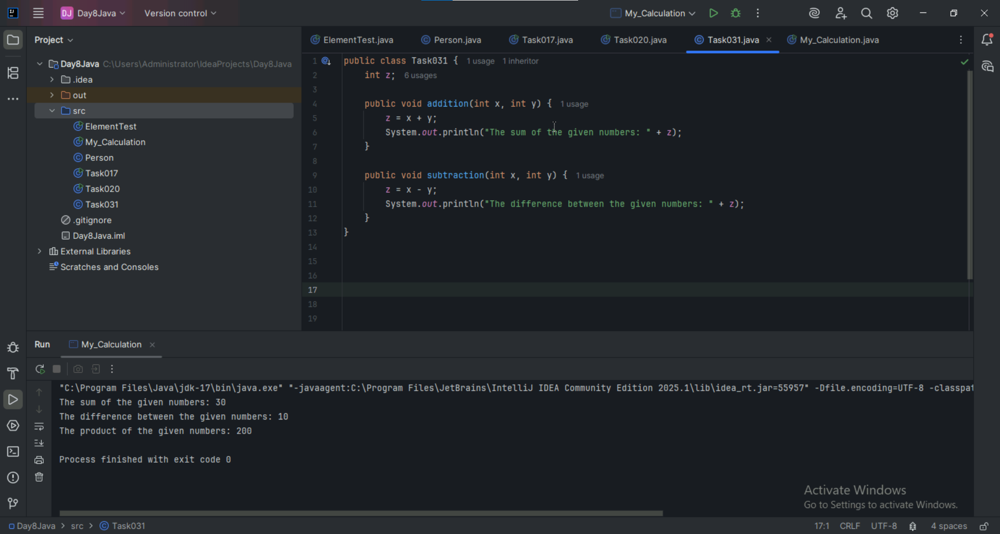 DJ Day8Java Version control My_Calculation
Project
ElementTest.java Person.java Task017.java Task020.java Task031.java My_Calculation.java
Day8Java C:\Users\Administrator\IdeaProjects\Day8Java
.idea
out
src
ElementTest
My_Calculation
Person
Task017
Task020
Task031
.gitignore
Day8Java.iml
External Libraries
Scratches and Consoles
1 public class Task031 { 1 usage 1 inheritor
2 int z; 6 usages
3
4 public void addition(int x, int y) { 1 usage
5 z = x + y;
6 System.out.println("The sum of the given numbers: " + z);
7 }
8
9 public void subtraction(int x, int y) { 1 usage
10 z = x - y;
11 System.out.println("The difference between the given numbers: " + z);
12 }
13 }
14
15
16
17
18
19
Run My_Calculation
"C:\Program Files\Java\jdk-17\bin\java.exe" "-javaagent:C:\Program Files\JetBrains\IntelliJ IDEA Community Edition 2025.1\lib\idea_rt.jar=55957" -Dfile.encoding=UTF-8 -classpat
The sum of the given numbers: 30
The difference between the given numbers: 10
The product of the given numbers: 200
Process finished with exit code 0
Activate Windows
Go to Settings to activate Windows.
Day8Java > src > Task031 17:1 CRLF UTF-8 4 spaces